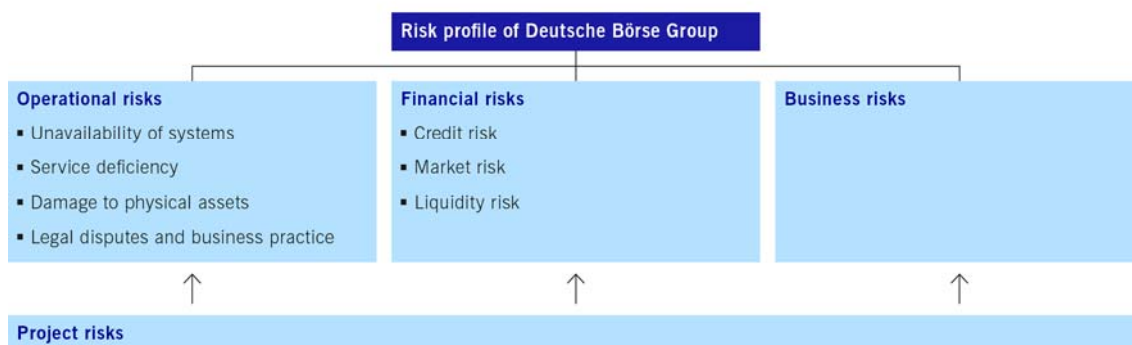 Risk profile of Deutsche Börse Group
Operational risks
▪ Unavailability of systems
▪ Service deficiency
▪ Damage to physical assets
▪ Legal disputes and business practice
Financial risks
▪ Credit risk
▪ Market risk
▪ Liquidity risk
Business risks
Project risks